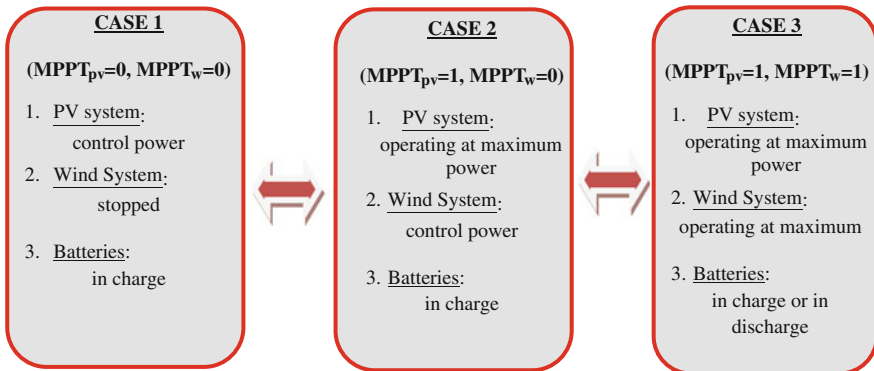 CASE 1
(MPPTpv=0, MPPTw=0)
1. PV system:
control power
2. Wind System:
stopped
3. Batteries:
in charge
CASE 2
(MPPTpv=1, MPPTw=0)
1. PV system:
operating at maximum
power
2. Wind System:
control power
3. Batteries:
in charge
CASE 3
(MPPTpv=1, MPPTw=1)
1. PV system:
operating at maximum
power
2. Wind System:
operating at maximum
3. Batteries:
in charge or in
discharge